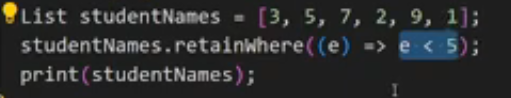 List studentNames = [3, 5, 7, 2, 9, 1];
studentNames.retainWhere((e) => e < 5);
print(studentNames);